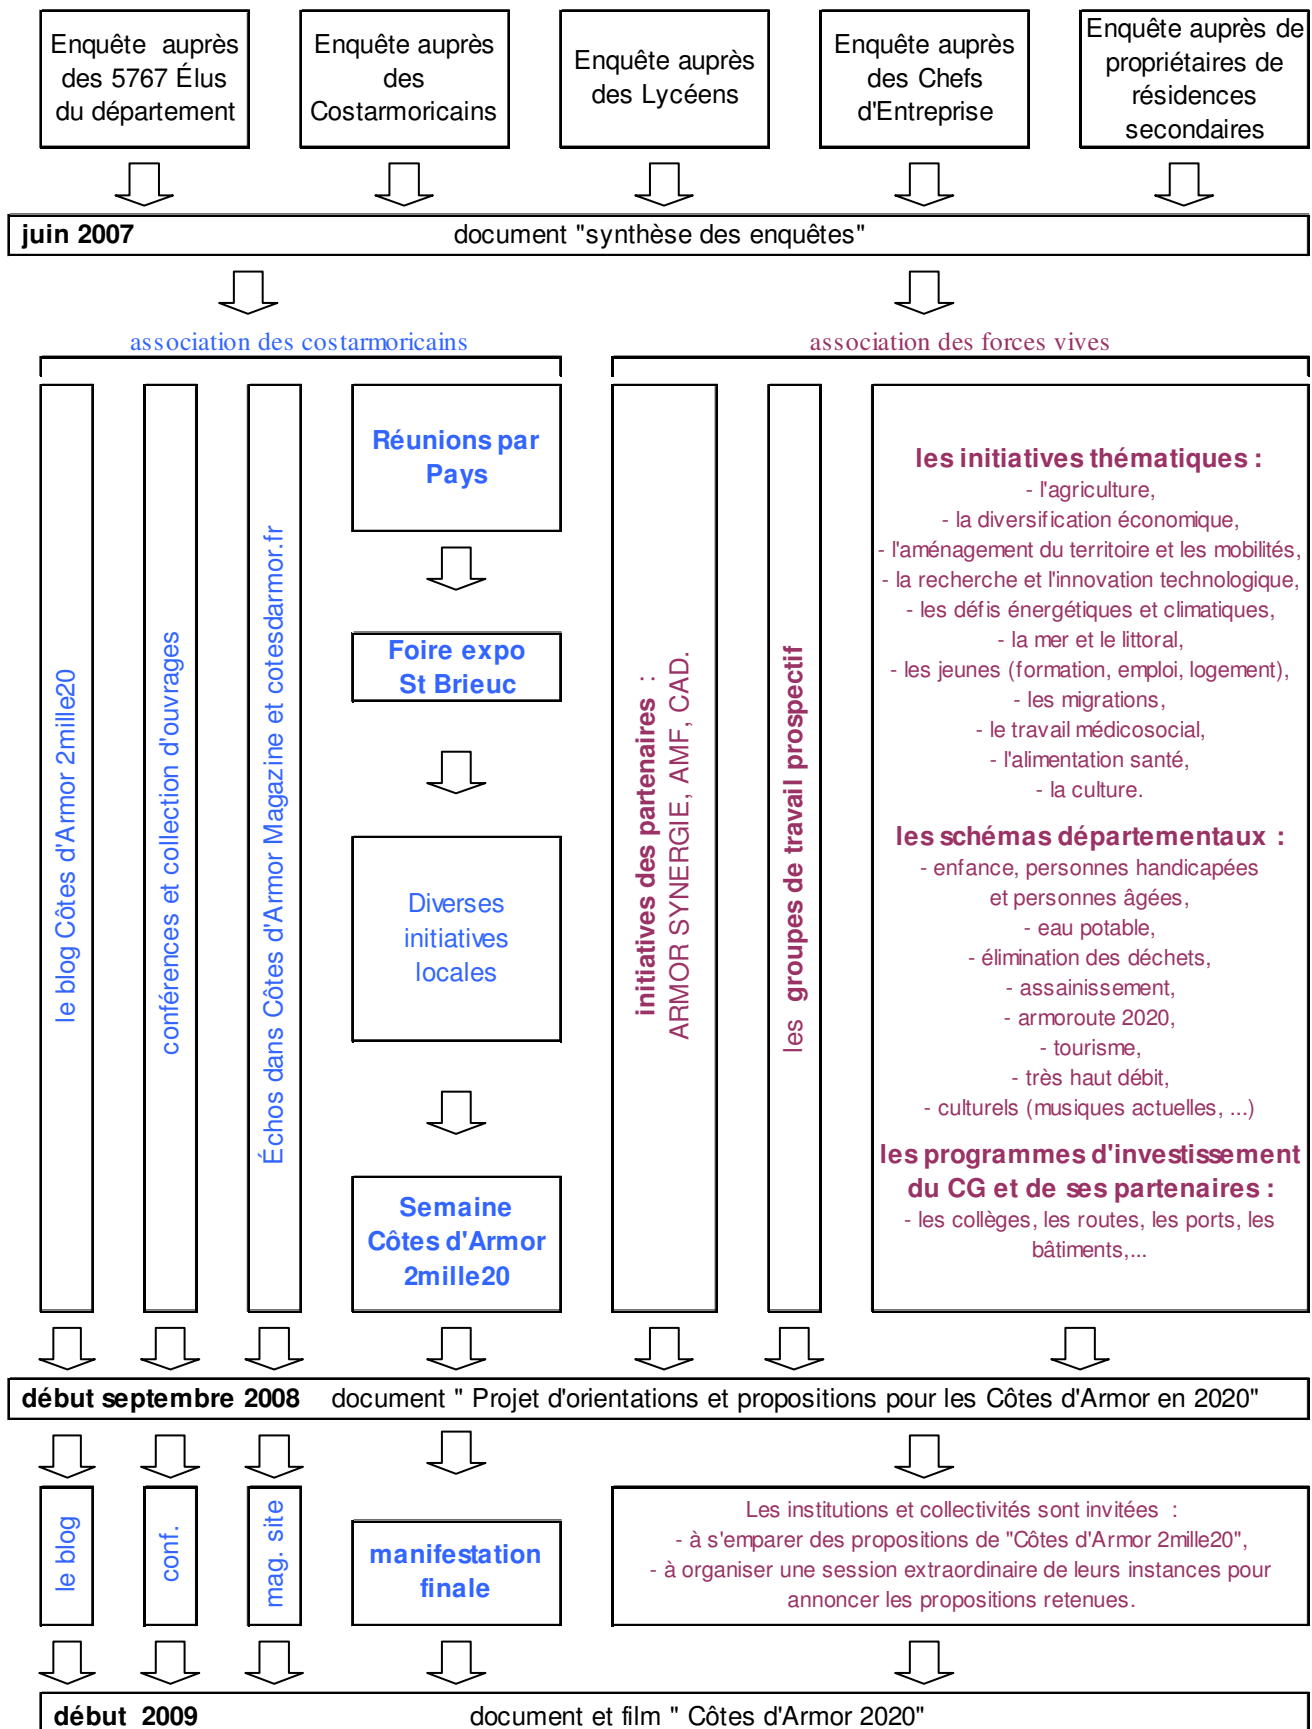 Enquête auprès
des 5767 Élus
du département
Enquête auprès
des
Costarmoricains
Enquête auprès
des Lycéens
Enquête auprès
des Chefs
d'Entreprise
Enquête auprès de
propriétaires de
résidences
secondaires
juin 2007 document "synthèse des enquêtes"
association des costarmoricains
association des forces vives
le blog Côtes d'Armor 2mille20
conférences et collection d'ouvrages
Échos dans Côtes d'Armor Magazine et cotesdarmor.fr
Réunions par
Pays
Foire expo
St Brieuc
Diverses
initiatives
locales
Semaine
Côtes d'Armor
2mille20
initiatives des partenaires :
ARMOR SYNERGIE, AMF, CAD.
les groupes de travail prospectif
les initiatives thématiques :
- l'agriculture,
- la diversification économique,
- l'aménagement du territoire et les mobilités,
- la recherche et l'innovation technologique,
- les défis énergétiques et climatiques,
- la mer et le littoral,
- les jeunes (formation, emploi, logement),
- les migrations,
- le travail médicosocial,
- l'alimentation santé,
- la culture.
les schémas départementaux :
- enfance, personnes handicapées
et personnes âgées,
- eau potable,
- élimination des déchets,
- assainissement,
- armoroute 2020,
- tourisme,
- très haut débit,
- culturels (musiques actuelles, ...)
les programmes d'investissement
du CG et de ses partenaires :
- les collèges, les routes, les ports, les
bâtiments,...
début septembre 2008 document " Projet d'orientations et propositions pour les Côtes d'Armor en 2020"
le blog
conf.
mag. site
manifestation
finale
Les institutions et collectivités sont invitées :
- à s'emparer des propositions de "Côtes d'Armor 2mille20",
- à organiser une session extraordinaire de leurs instances pour
annoncer les propositions retenues.
début 2009 document et film " Côtes d'Armor 2020"